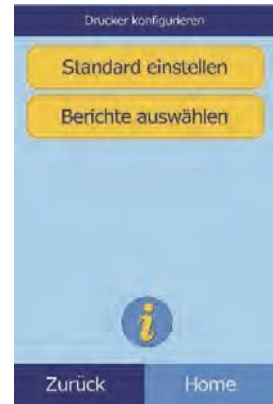 Drucker konfigurieren
Standard einstellen
Berichte auswählen
i
Zurück Home